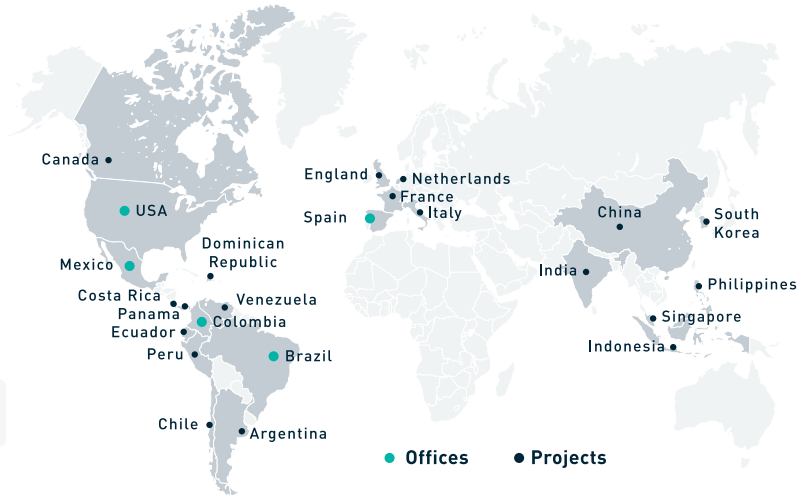 Canada
USA
Mexico
Dominican
Republic
Costa Rica
Panama
Venezuela
Colombia
Ecuador
Peru
Brazil
Chile
Argentina
England
Netherlands
France
Spain
Italy
China
South
Korea
India
Philippines
Singapore
Indonesia
Offices
Projects